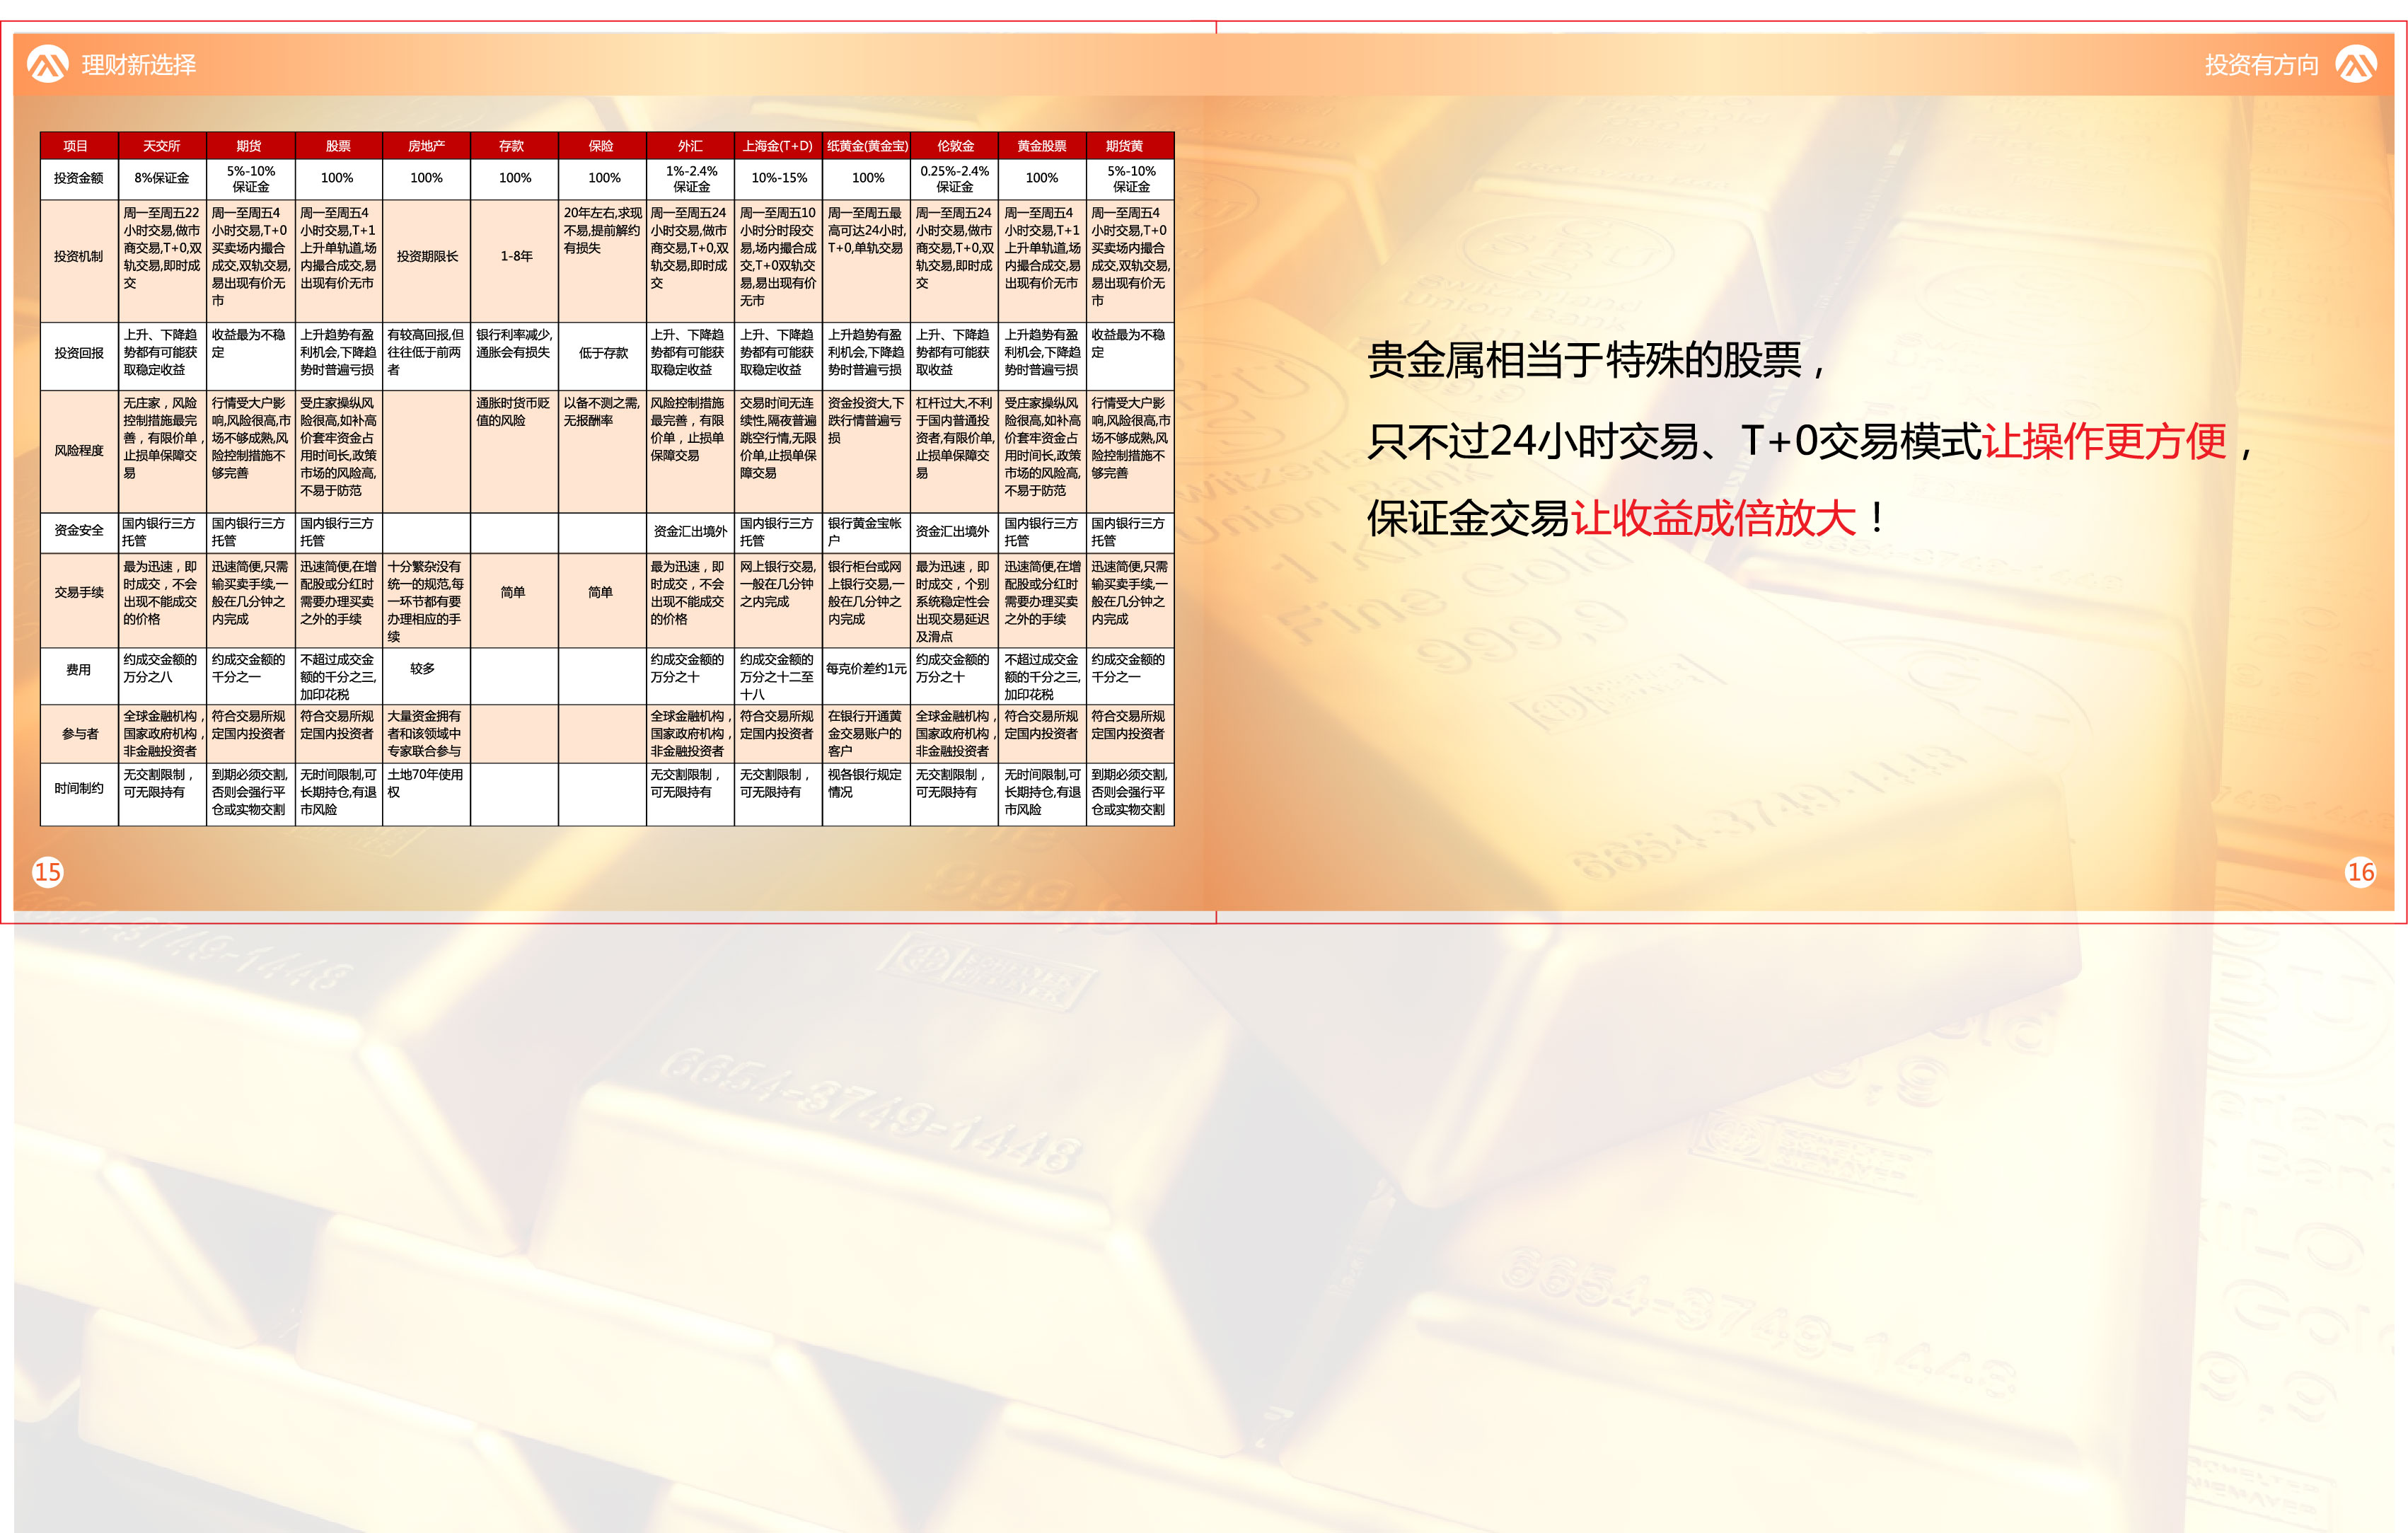 理财新选择
投资有方向
项目 天交所 期货 股票 房地产 存款 保险 外汇 上海金(T+D) 纸黄金(黄金宝) 伦敦金 黄金股票 期货黄
投资金额
8%保证金
5%-10%
保证金
100%
100%
100%
100%
1%-2.4%
保证金
10%-15%
100%
0.25%-2.4%
保证金
100%
5%-10%
保证金
投资机制
周一至周五22
小时交易,做市
商交易,T+0,双
轨交易,即时成
交
周一至周五4
小时交易,T+0
买卖场内撮合
成交,双轨交易,
易出现有价无
市
周一至周五4
小时交易,T+1
上升单轨道,场
内撮合成交,易
出现有价无市
投资期限长
1-8年
20年左右,求现
不易,提前解约
有损失
周一至周五24
小时交易,做市
商交易,T+0,双
轨交易,即时成
交
周一至周五10
小时分时段交
易,场内撮合成
交,T+0双轨交
易,易出现有价
无市
周一至周五最
高可达24小时,
T+0,单轨交易
周一至周五24
小时交易,做市
商交易,T+0,双
轨交易,即时成
交
周一至周五4
小时交易,T+1
上升单轨道,场
内撮合成交,易
出现有价无市
周一至周五4
小时交易,T+0
买卖场内撮合
成交,双轨交易,
易出现有价无
市
投资回报
上升、下降趋
势都有可能获
取稳定收益
收益最为不稳
定
上升趋势有盈
利机会,下降趋
势时普遍亏损
有较高回报,但
往往低于前两
者
银行利率减少,
通胀会有损失
低于存款
上升、下降趋
势都有可能获
取稳定收益
上升、下降趋
势都有可能获
取稳定收益
上升趋势有盈
利机会,下降趋
势时普遍亏损
上升、下降趋
势都有可能获
取收益
上升趋势有盈
利机会,下降趋
势时普遍亏损
收益最为不稳
定
风险程度
无庄家，风险
控制措施最完
善，有限价单，
止损单保障交
易
行情受大户影
响,风险很高,市
场不够成熟,风
险控制措施不
够完善
受庄家操纵风
险很高,如补高
价套牢资金占
用时间长,政策
市场的风险高,
不易于防范
通胀时货币贬
值的风险
以备不测之需,
无报酬率
风险控制措施
最完善，有限
价单，止损单
保障交易
交易时间无连
续性,隔夜普遍
跳空行情,无限
价单,止损单保
障交易
资金投资大,下
跌行情普遍亏
损
杠杆过大,不利
于国内普通投
资者,有限价单,
止损单保障交
易
受庄家操纵风
险很高,如补高
价套牢资金占
用时间长,政策
市场的风险高,
不易于防范
行情受大户影
响,风险很高,市
场不够成熟,风
险控制措施不
够完善
资金安全
国内银行三方
托管
国内银行三方
托管
国内银行三方
托管
资金汇出境外
国内银行三方
托管
银行黄金宝帐
户
资金汇出境外
国内银行三方
托管
国内银行三方
托管
交易手续
最为迅速，即
时成交，不会
出现不能成交
的价格
迅速简便,只需
输买卖手续,一
般在几分钟之
内完成
迅速简便,在增
配股或分红时
需要办理买卖
之外的手续
十分繁杂没有
统一的规范,每
一环节都有要
办理相应的手
续
简单
简单
最为迅速，即
时成交，不会
出现不能成交
的价格
网上银行交易,
一般在几分钟
之内完成
银行柜台或网
上银行交易,一
般在几分钟之
内完成
最为迅速，即
时成交，个别
系统稳定性会
出现交易延迟
及滑点
迅速简便,在增
配股或分红时
需要办理买卖
之外的手续
迅速简便,只需
输买卖手续,一
般在几分钟之
内完成
费用
约成交金额的
万分之八
约成交金额的
千分之一
不超过成交金
额的千分之三,
加印花税
较多
约成交金额的
万分之十
约成交金额的
万分之十二至
十八
每克价差约1元
约成交金额的
万分之十
不超过成交金
额的千分之三,
加印花税
约成交金额的
千分之一
参与者
全球金融机构，
国家政府机构，
非金融投资者
符合交易所规
定国内投资者
符合交易所规
定国内投资者
大量资金拥有
者和该领域中
专家联合参与
全球金融机构，
国家政府机构，
非金融投资者
符合交易所规
定国内投资者
在银行开通黄
金交易账户的
客户
全球金融机构，
国家政府机构，
非金融投资者
符合交易所规
定国内投资者
符合交易所规
定国内投资者
时间制约
无交割限制，
可无限持有
到期必须交割,
否则会强行平
仓或实物交割
无时间限制,可
长期持仓,有退
市风险
土地70年使用
权
无交割限制，
可无限持有
无交割限制，
可无限持有
视各银行规定
情况
无交割限制，
可无限持有
无时间限制,可
长期持仓,有退
市风险
到期必须交割,
否则会强行平
仓或实物交割
15
贵金属相当于特殊的股票，
只不过24小时交易、T+0交易模式让操作更方便，
保证金交易让收益成倍放大！
16
Switzerland
Union Bank
Fine Gold
999,9
6654-3749-1448
999,9
6654-3749-1448
6654-3749-1448